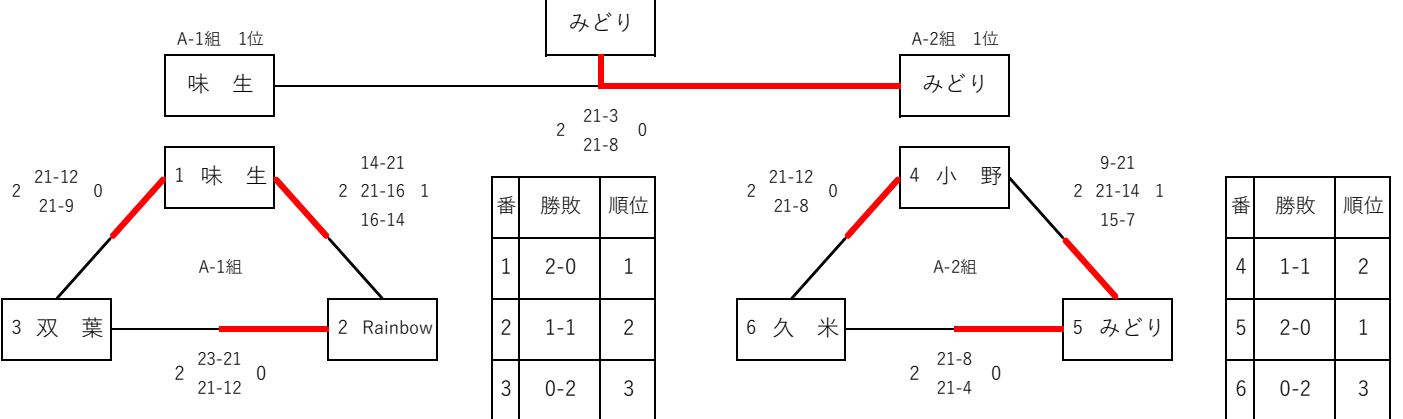 みどり
A-1組　1位
A-2組　1位
味　生
みどり
2 21-3 0
21-8
2 21-12 0
21-9
1 味　生
14-21
2 21-16 1
16-14
A-1組
3 双　葉
2 Rainbow
2 23-21 0
21-12
番 勝敗 順位
1 2-0 1
2 1-1 2
3 0-2 3
2 21-12 0
21-8
4 小　野
9-21
2 21-14 1
15-7
A-2組
6 久　米
5 みどり
2 21-8 0
21-4
番 勝敗 順位
4 1-1 2
5 2-0 1
6 0-2 3